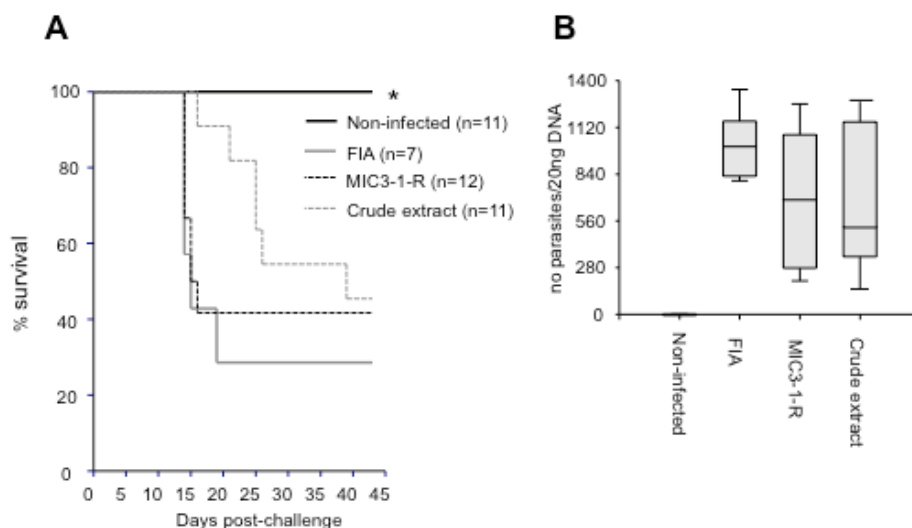 A
100
80
60
40
20
0
% survival
0 5 10 15 20 25 30 35 40 45
Days post-challenge
*
Non-infected (n=11)
FIA (n=7)
MIC3-1-R (n=12)
Crude extract (n=11)
B
1400
1120
840
560
280
0
no parasites/s20ng DNA
Non-infected
FIA
MIC3-1-R
Crude extract